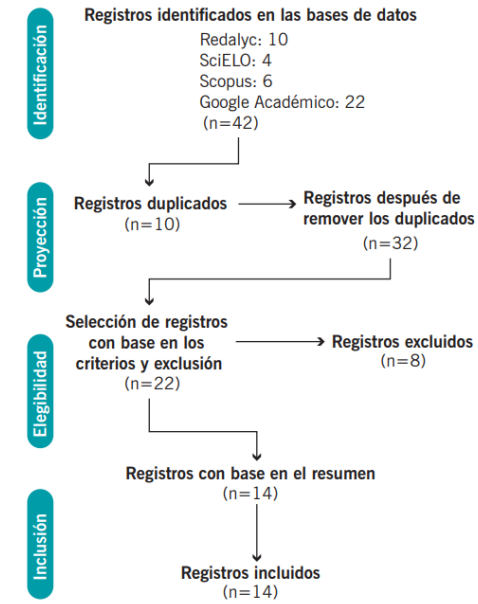 Identificación
Registros identificados en las bases de datos
Redalyc: 10
SciELO: 4
Scopus: 6
Google Académico: 22
(n=42)
Proyección
Registros duplicados
(n=10)
Registros después de
remover los duplicados
(n=32)
Elegibilidad
Selección de registros
con base en los
criterios y exclusión
(n=22)
Registros excluidos
(n=8)
Registros con base en el resumen
(n=14)
Inclusión
Registros incluidos
(n=14)